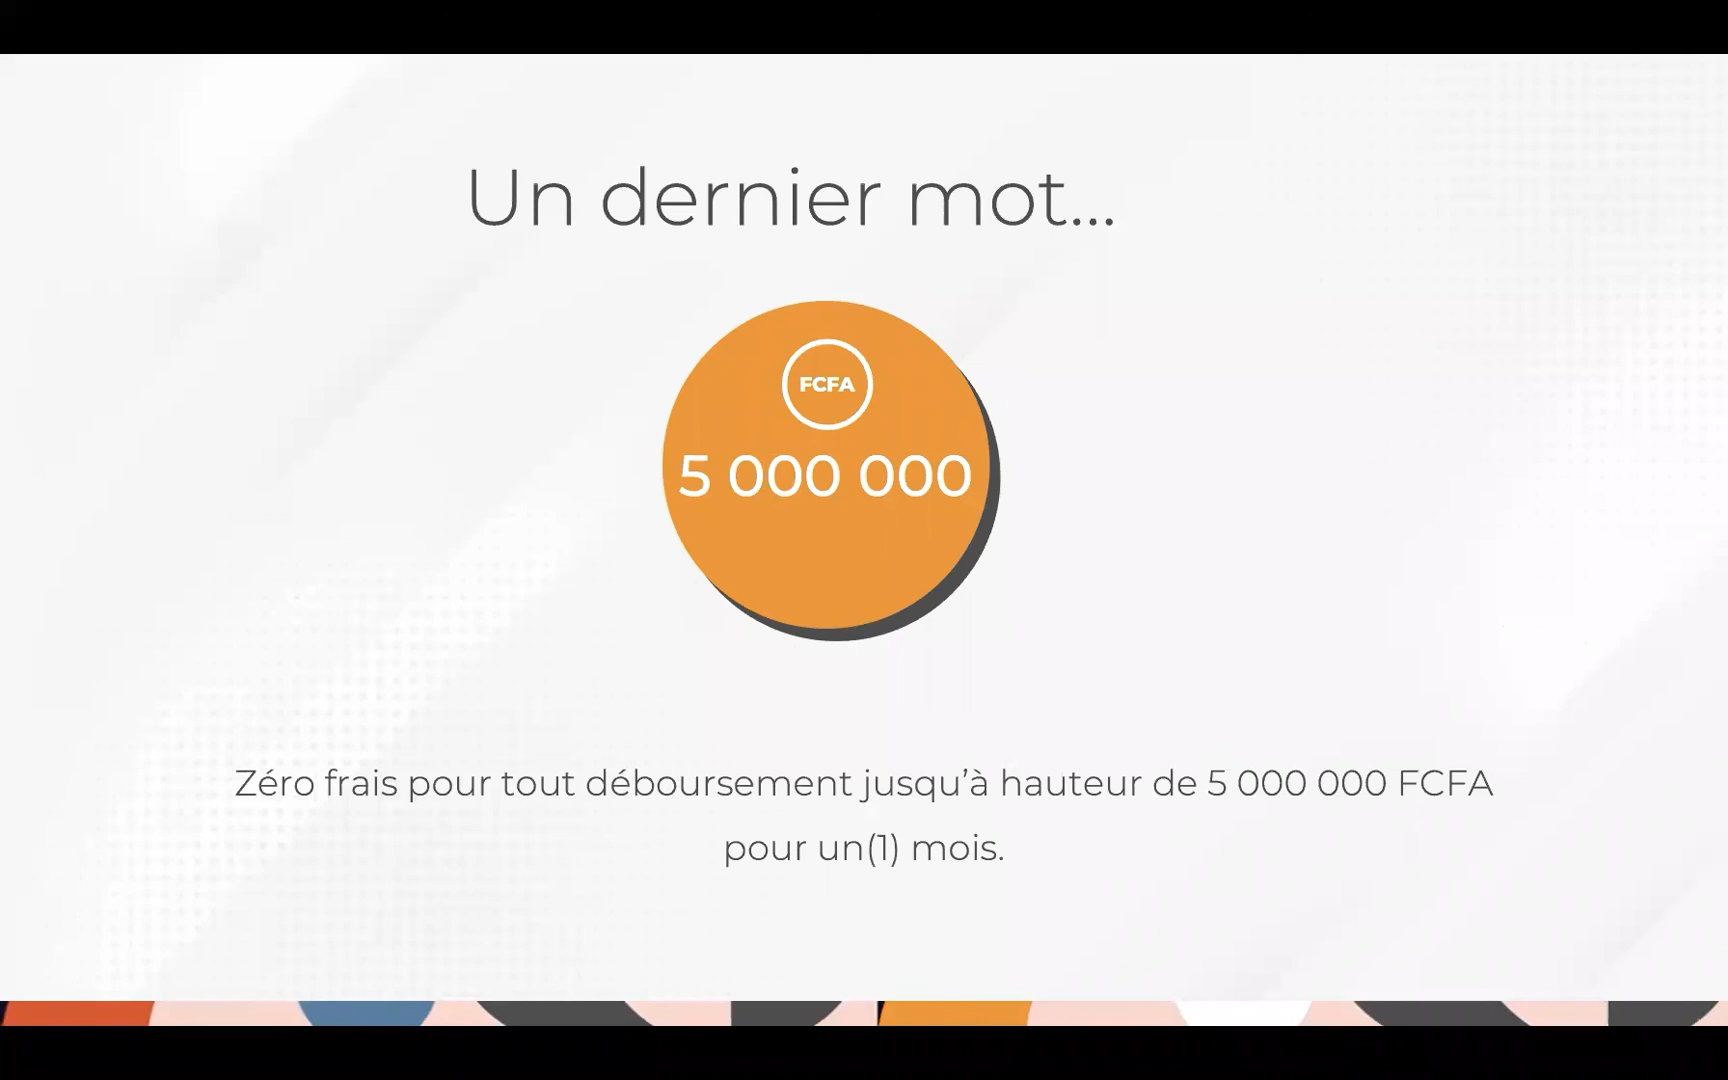 Un dernier mot...
FCFA
5 000 000
Zéro frais pour tout déboursement jusqu’à hauteur de 5 000 000 FCFA
pour un(1) mois.